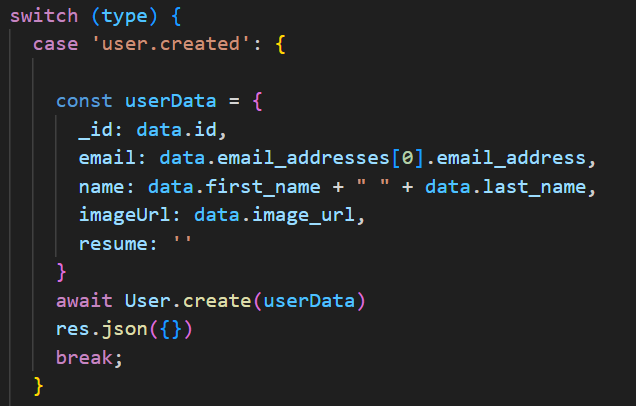 switch (type) {
case 'user.created': {
const userData = {
_id: data.id,
email: data.email_addresses[0].email_address,
name: data.first_name + " " + data.last_name,
imageUrl: data.image_url,
resume: ''
}
await User.create(userData)
res.json({})
break;
}